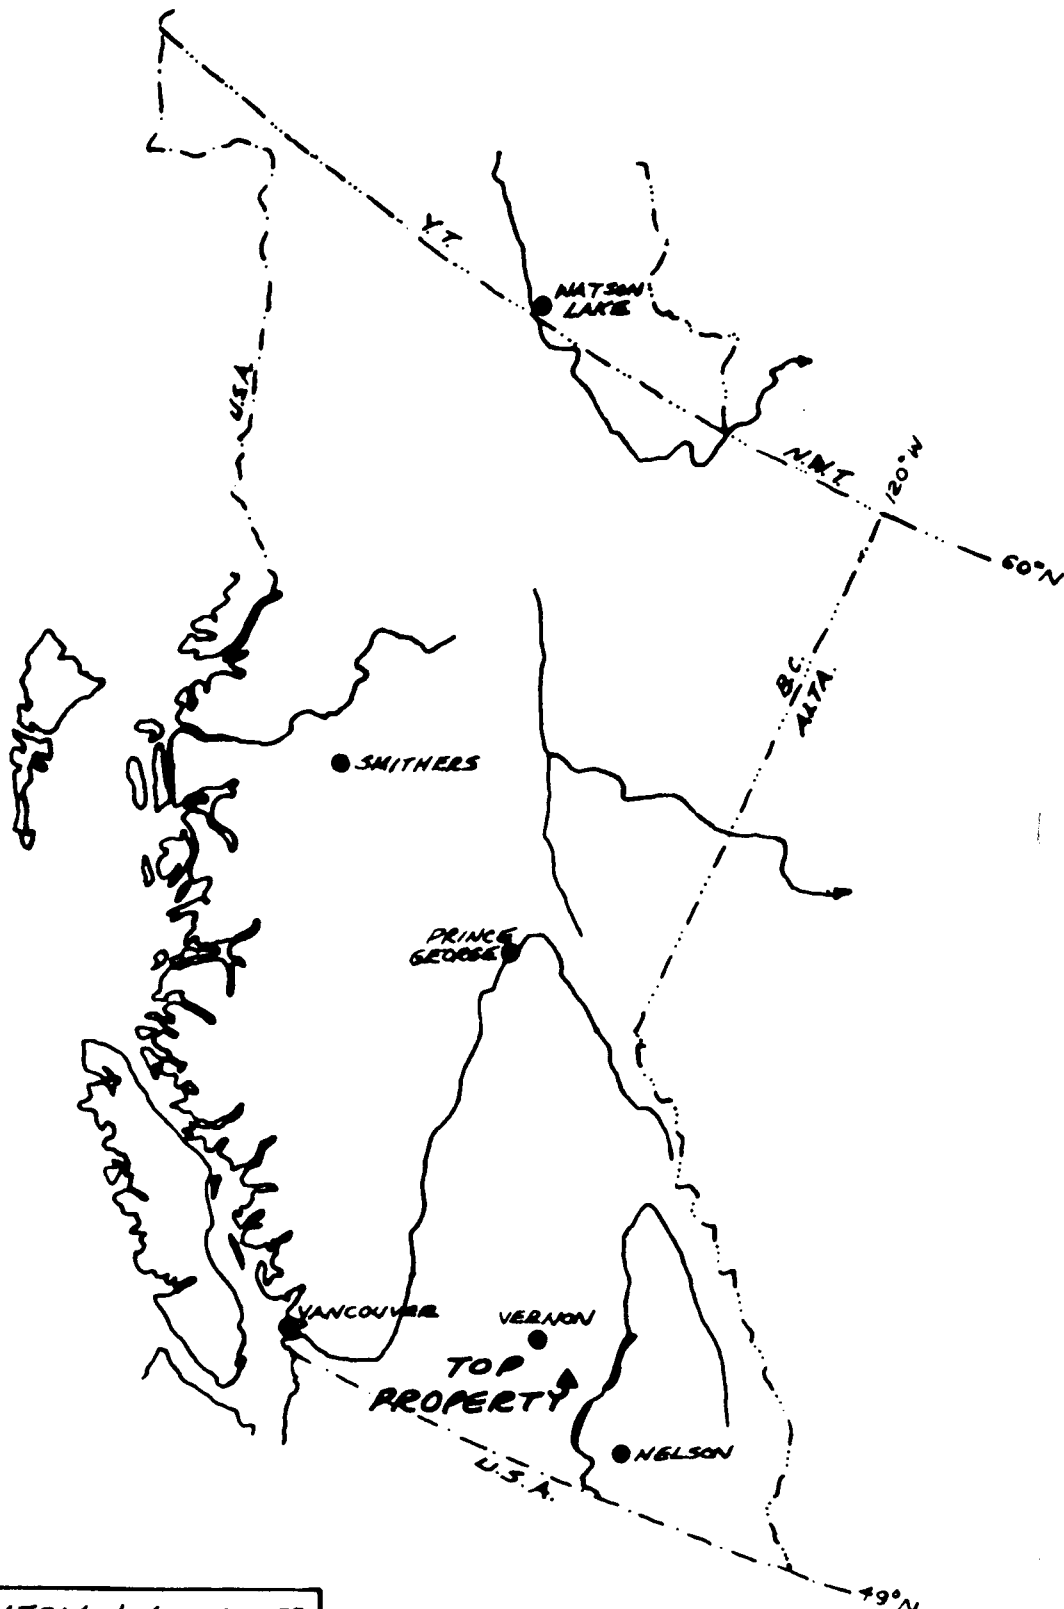 Y.T.
WATSON
LAKE
U.S.A.
N.W.T.
120°W
60°N
B.C.
ALTA.
SMITHERS
PRINCE
GEORGE
VANCOUVER
VERNON
TOP
PROPERTY
NELSON
U.S.A.
49°N